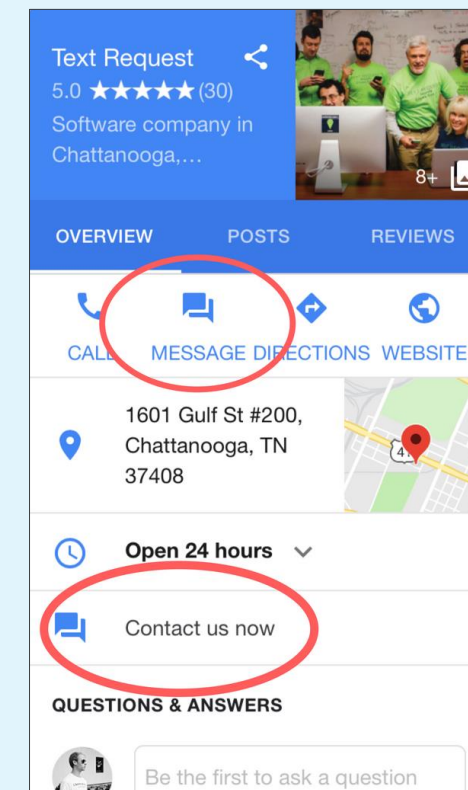 Text Request
5.0 ★★★★★ (30)
Software company in
Chattanooga,...
8+
OVERVIEW POSTS REVIEWS
CALL MESSAGE DIRECTIONS WEBSITE
1601 Gulf St #200,
Chattanooga, TN
37408
41
Open 24 hours
Contact us now
QUESTIONS & ANSWERS
Be the first to ask a question